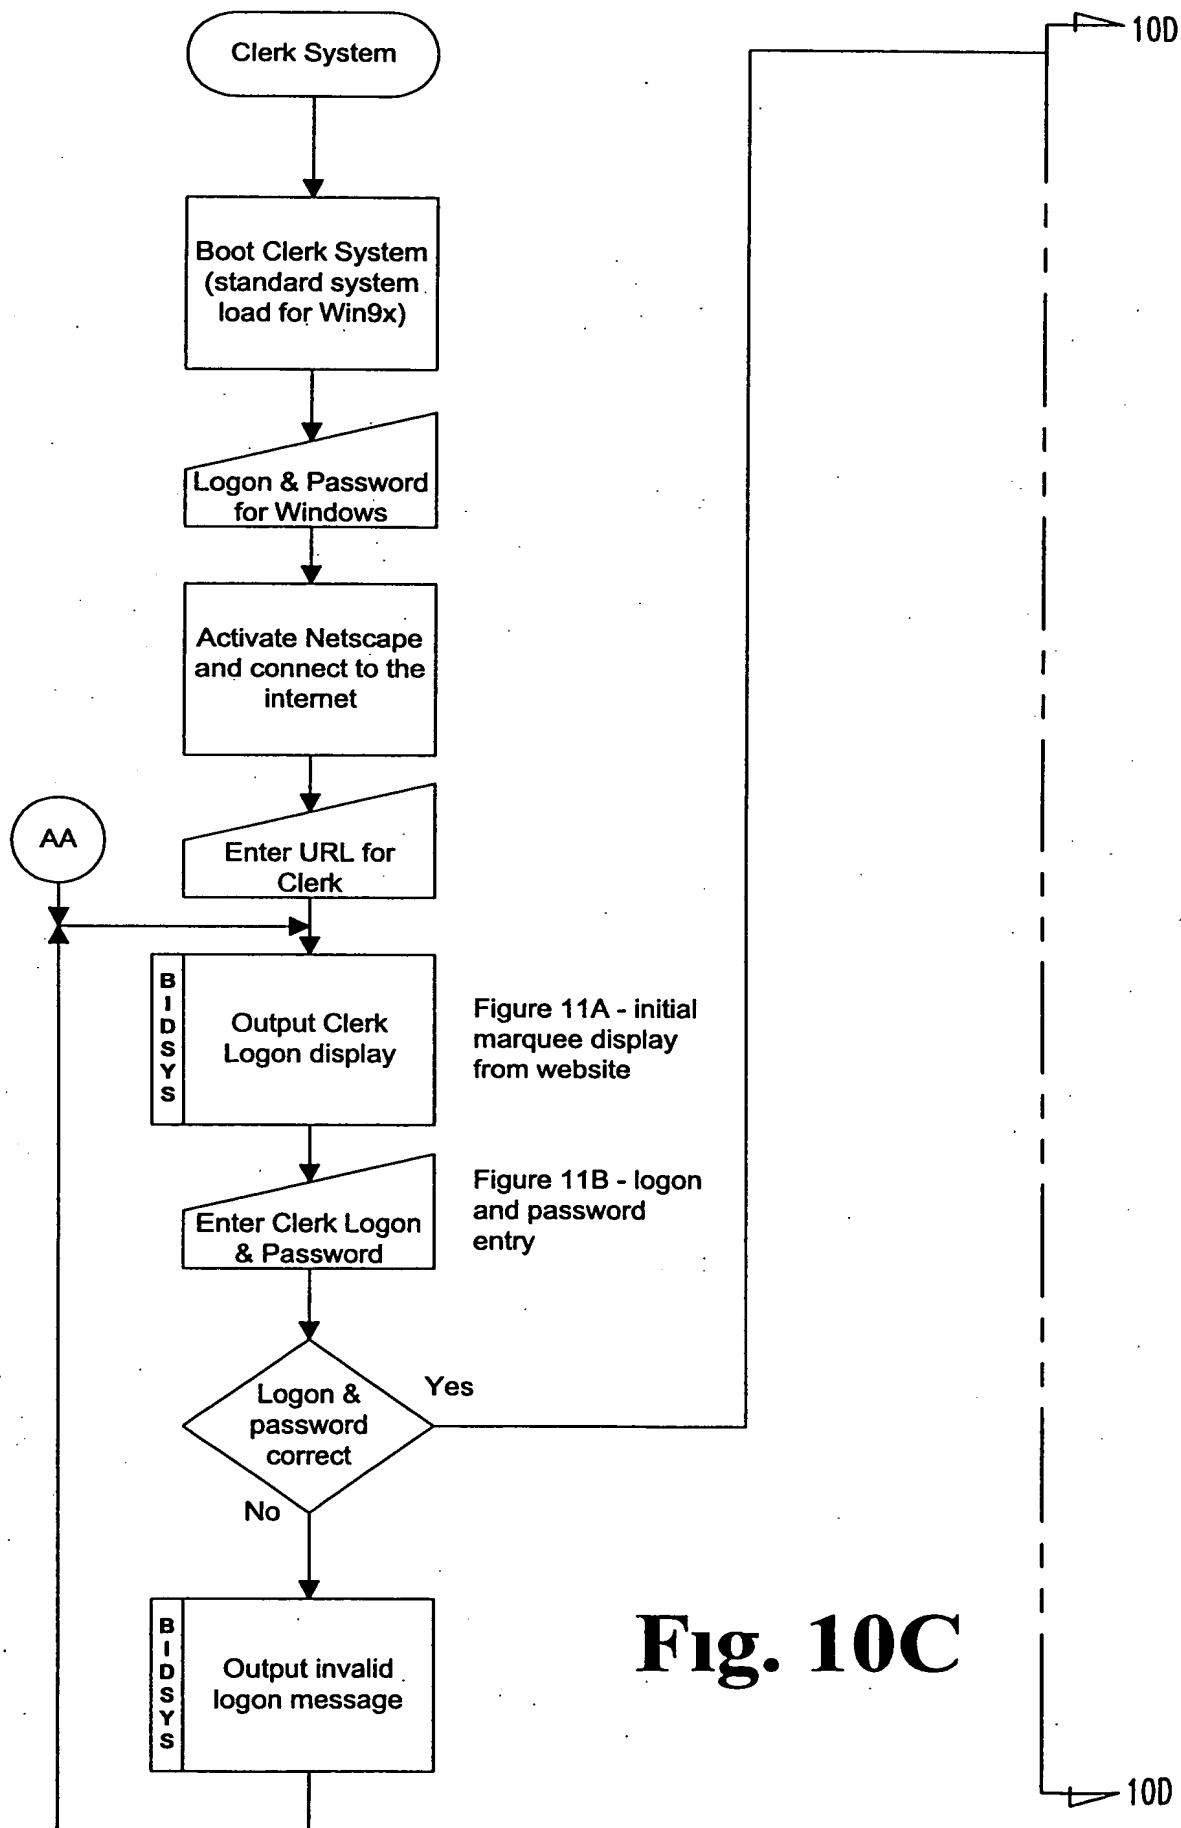 10D
Clerk System
Boot Clerk System
(standard system
load for Win9x)
Logon & Password
for Windows
Activate Netscape
and connect to the
internet
AA
Enter URL for
Clerk
BIDSYS
Output Clerk
Logon display
Figure 11A - initial
marquee display
from website
Enter Clerk Logon
& Password
Figure 11B - logon
and password
entry
Logon &
password
correct
Yes
No
BIDSYS
Output invalid
logon message
Fig. 10C
10D